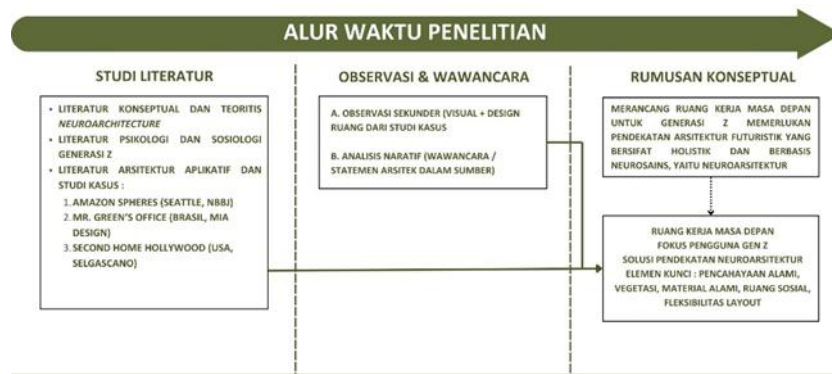 ALUR WAKTU PENELITIAN
STUDI LITERATUR
• LITERATUR KONSEPTUAL DAN TEORITIS
NEUROARCHITECTURE
• LITERATUR PSIKOLOGI DAN SOSIOLOGI
GENERASI Z
• LITERATUR ARSITEKTUR APLIKATIF DAN
STUDI KASUS :
1. AMAZON SPHERES (SEATTLE, NBBJ)
2. MR. GREEN'S OFFICE (BRASIL, MIA
DESIGN)
3. SECOND HOME HOLLYWOOD (USA,
SELGASCANO)
OBSERVASI & WAWANCARA
A. OBSERVASI SEKUNDER (VISUAL + DESIGN
RUANG DARI STUDI KASUS
B. ANALISIS NARATIF (WAWANCARA /
STATEMEN ARSITEK DALAM SUMBER)
RUMUSAN KONSEPTUAL
MERANCANG RUANG KERJA MASA DEPAN
UNTUK GENERASI Z MEMERLUKAN
PENDEKATAN ARSITEKTUR FUTURISTIK YANG
BERSIFAT HOLISTIK DAN BERBASIS
NEUROSAINS, YAITU NEUROARSITEKTUR
RUANG KERJA MASA DEPAN
FOKUS PENGGUNA GEN Z
SOLUSI PENDEKATAN NEUROARSITEKTUR
ELEMEN KUNCI : PENCAHAYAAN ALAMI,
VEGETASI, MATERIAL ALAMI, RUANG SOSIAL,
FLEKSIBILITAS LAYOUT